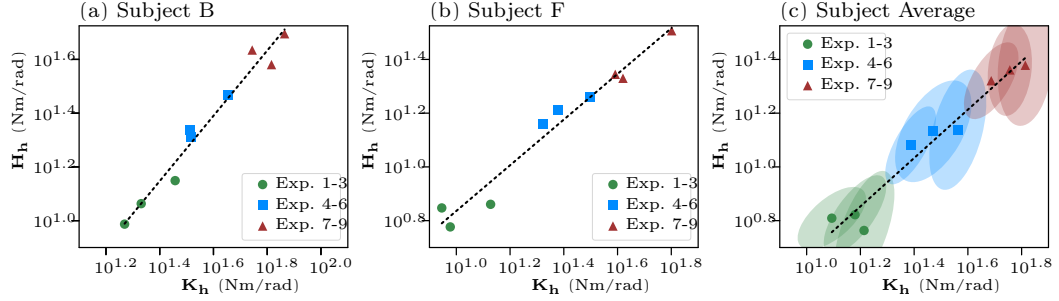 (a) Subject B
H_h (Nm/rad)
10^1.6
10^1.4
10^1.2
10^1.0
Exp. 1-3
Exp. 4-6
Exp. 7-9
10^1.2 10^1.4 10^1.6 10^1.8 10^2.0
K_h (Nm/rad)
(b) Subject F
H_h (Nm/rad)
10^1.4
10^1.2
10^1.0
10^0.8
Exp. 1-3
Exp. 4-6
Exp. 7-9
10^1.0 10^1.2 10^1.4 10^1.6 10^1.8
K_h (Nm/rad)
(c) Subject Average
H_h (Nm/rad)
10^1.4
10^1.2
10^1.0
10^0.8
Exp. 1-3
Exp. 4-6
Exp. 7-9
10^1.0 10^1.2 10^1.4 10^1.6 10^1.8
K_h (Nm/rad)